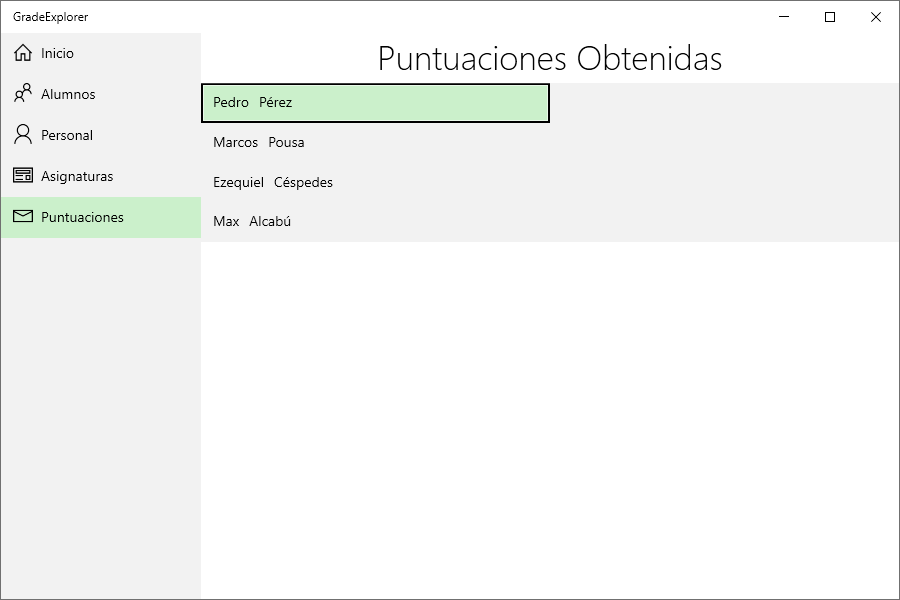 GradeExplorer
Inicio
Alumnos
Personal
Asignaturas
Puntuaciones
Puntuaciones Obtenidas
Pedro Pérez
Marcos Pousa
Ezequiel Céspedes
Max Alcabú